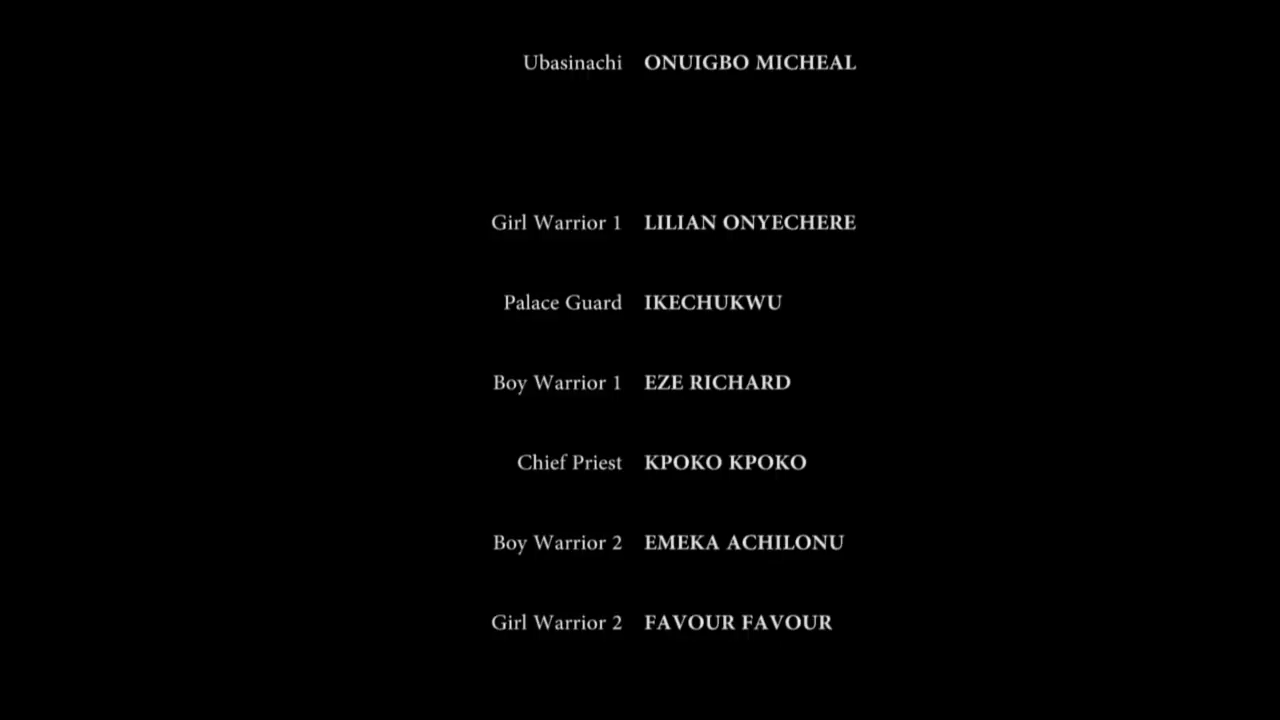 Ubasinachi ONUIGBO MICHEAL
Girl Warrior 1 LILIAN ONYECHERE
Palace Guard IKECHUKWU
Boy Warrior 1 EZE RICHARD
Chief Priest KPOKO KPOKO
Boy Warrior 2 EMEKA ACHILONU
Girl Warrior 2 FAVOUR FAVOUR